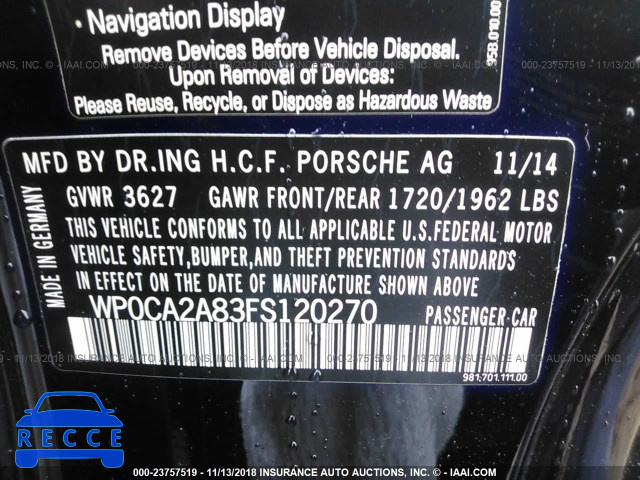 • Navigation Display
Remove Devices Before Vehicle Disposal.
Upon Removal of Devices:
Please Reuse, Recycle, or Dispose as Hazardous Waste
95B.010.00
MFD BY DR.ING H.C.F. PORSCHE AG 11/14
GVWR 3627 GAWR FRONT/REAR 1720/1962 LBS
THIS VEHICLE CONFORMS TO ALL APPLICABLE U.S.FEDERAL MOTOR
VEHICLE SAFETY,BUMPER,AND THEFT PREVENTION STANDARDS
IN EFFECT ON THE DATE OF MANUFACTURE SHOWN ABOVE
MADE IN GERMANY
WP0CA2A83FS120270 PASSENGER CAR
981.701.111.00
RECCE
000-23757519 - 11/13/2018 INSURANCE AUTO AUCTIONS, INC. - © - IAAI.COM